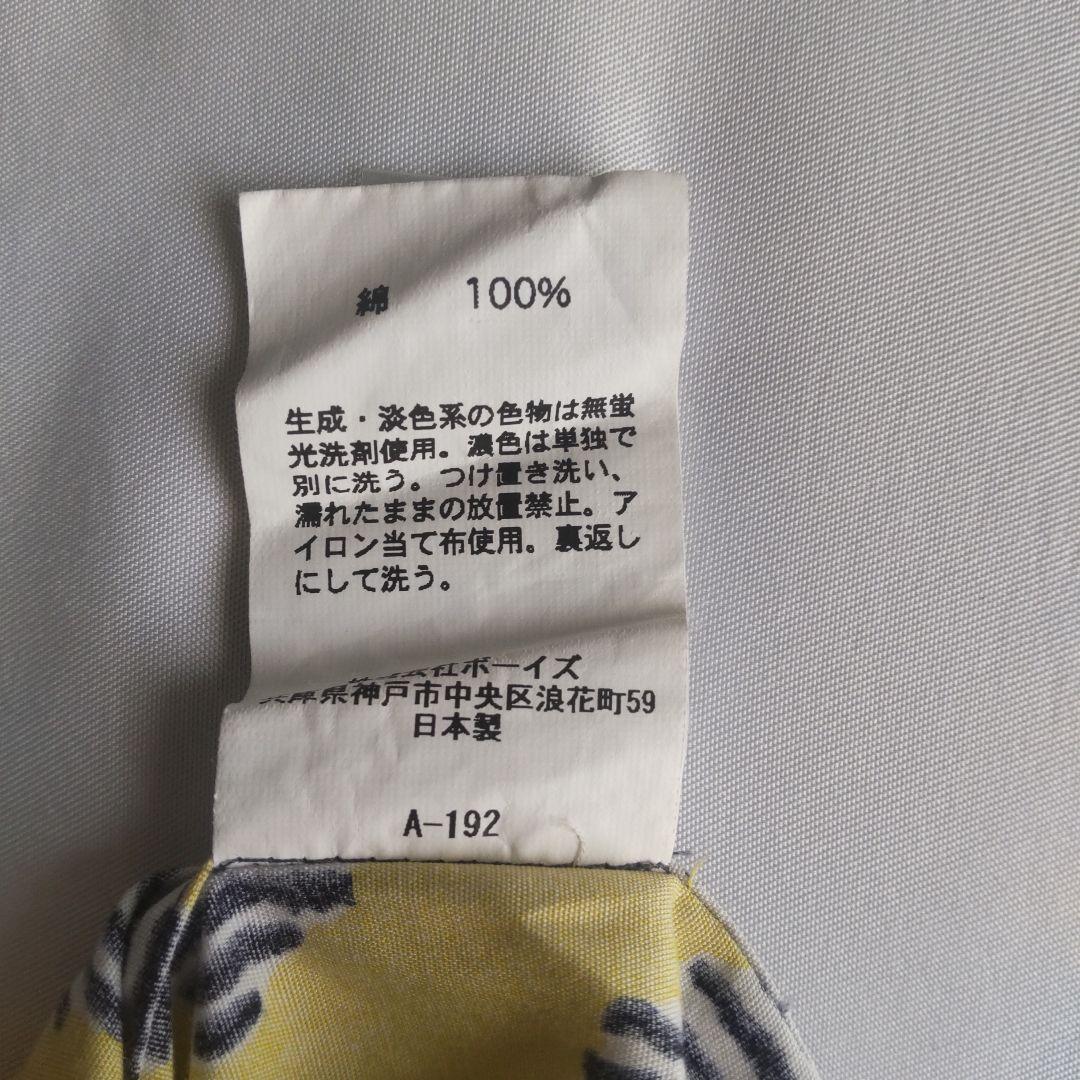 綿 100%
生成・淡色系の色物は無蛍
光洗剤使用。濃色は単独で
別に洗う。つけ置き洗い、
濡れたままの放置禁止。ア
イロン当て布使用。裏返し
にして洗う。
会社ボーイズ
県神戸市中央区浪花町59
日本製
A-192